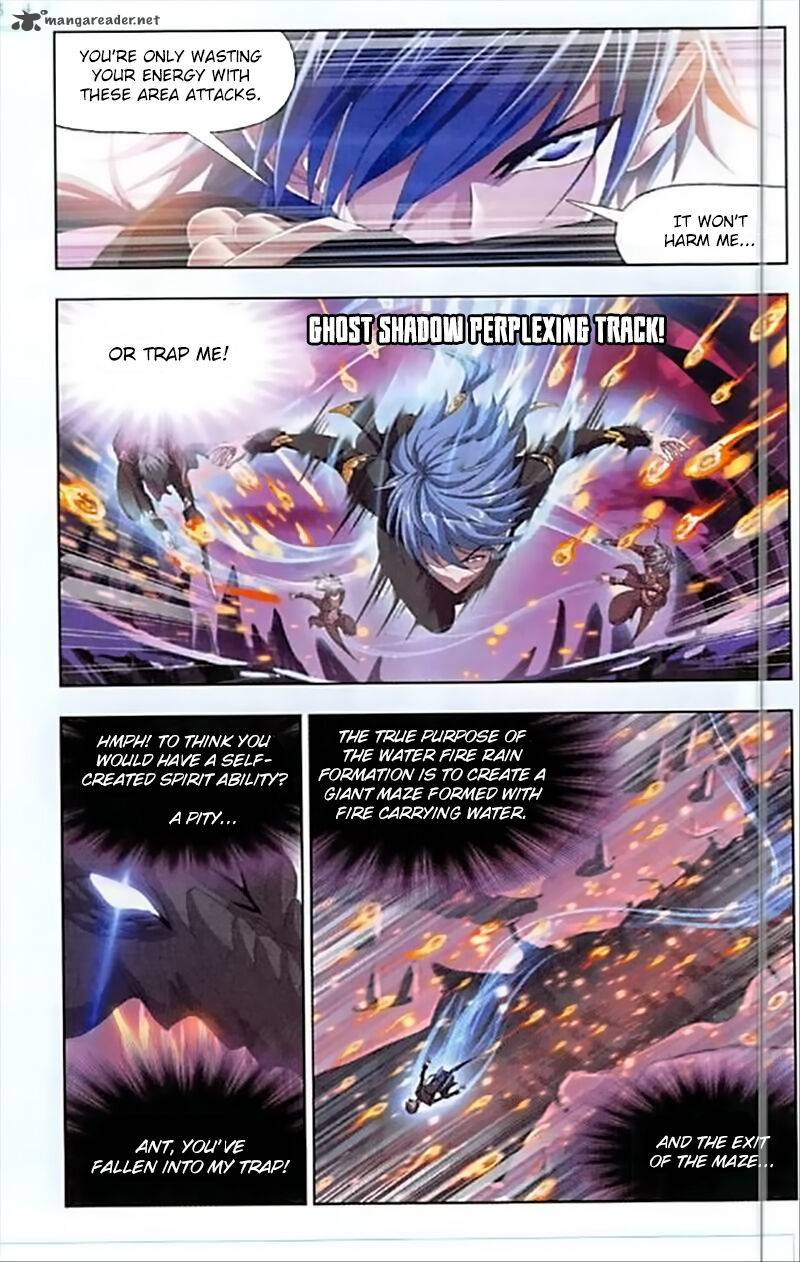 mangareader.net
YOU'RE ONLY WASTING
YOUR ENERGY WITH
THESE AREA ATTACKS.
IT WON'T
HARM ME...
OR TRAP ME!
GHOST SHADOW PERPLEXING TRACK!
HMPH! TO THINK YOU
WOULD HAVE A SELF-
CREATED SPIRIT ABILITY?
A PITY...
ANT, YOU'VE
FALLEN INTO MY TRAP!
THE TRUE PURPOSE OF
THE WATER FIRE RAIN
FORMATION IS TO CREATE A
GIANT MAZE FORMED WITH
FIRE CARRYING WATER.
AND THE EXIT
OF THE MAZE...